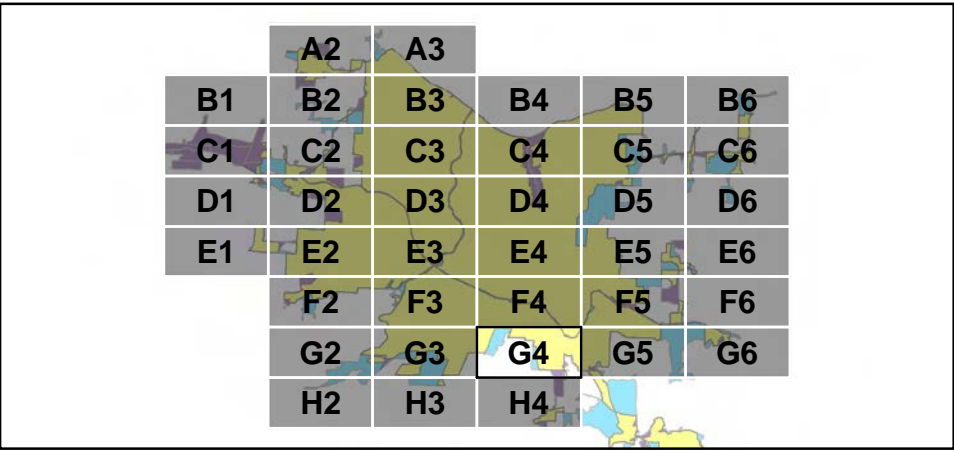 A2 A3
B1 B2 B3 B4 B5 B6
C1 C2 C3 C4 C5 C6
D1 D2 D3 D4 D5 D6
E1 E2 E3 E4 E5 E6
F2 F3 F4 F5 F6
G2 G3 G4 G5 G6
H2 H3 H4